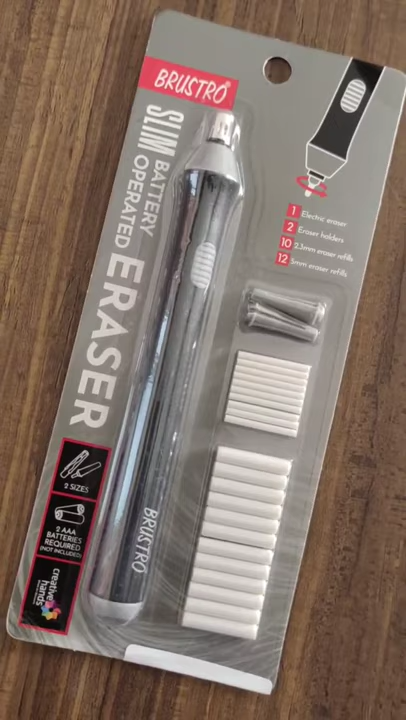 BRUSTRO
SLIM BATTERY
OPERATED ERASER
1 Electric eraser
2 Eraser holders
10 2.3mm eraser refills
12 5mm eraser refills
BRUSTRO
2 SIZES
2 AAA
BATTERIES
REQUIRED
(NOT INCLUDED)
creative
hands